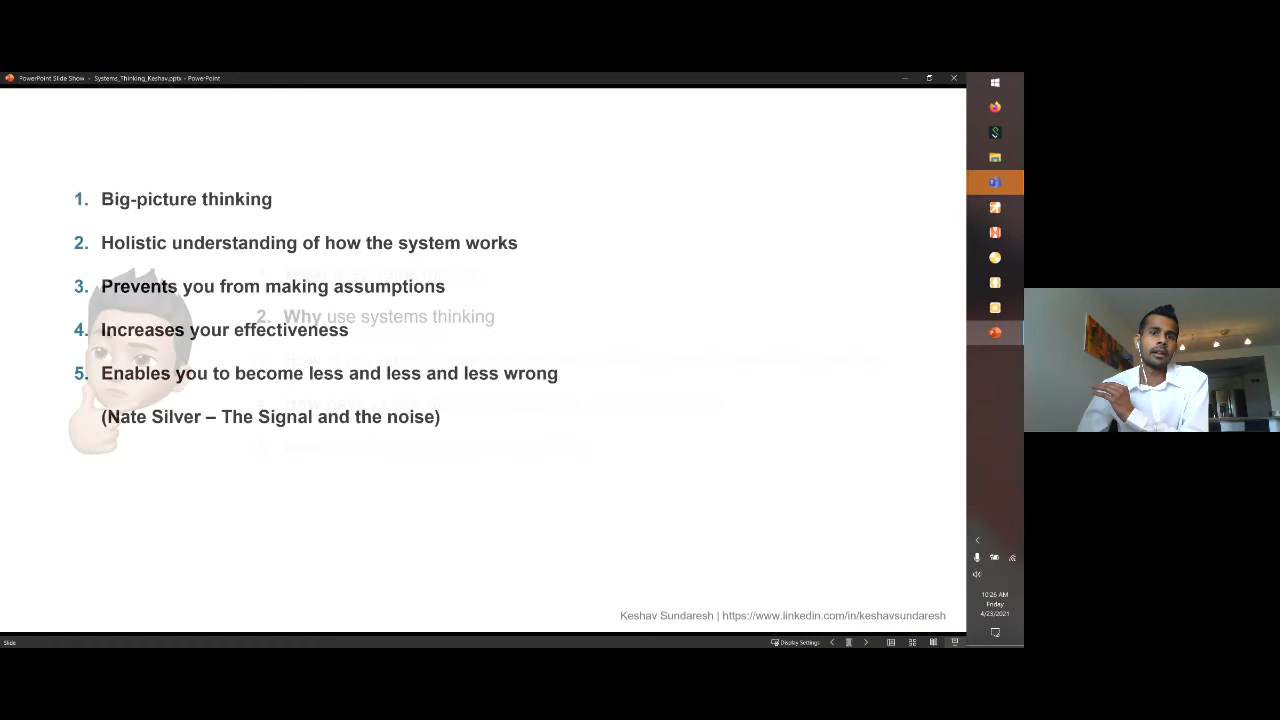 PowerPoint Slide Show - Systems_Thinking_Keshav.pptx - PowerPoint
1. Big-picture thinking
2. Holistic understanding of how the system works
3. Prevents you from making assumptions
2. Why use systems thinking
4. Increases your effectiveness
5. Enables you to become less and less and less wrong
(Nate Silver – The Signal and the noise)
Keshav Sundaresh | https://www.linkedin.com/in/keshavsundaresh
Slide
Display Settings
10:26 AM
Friday
4/23/2021